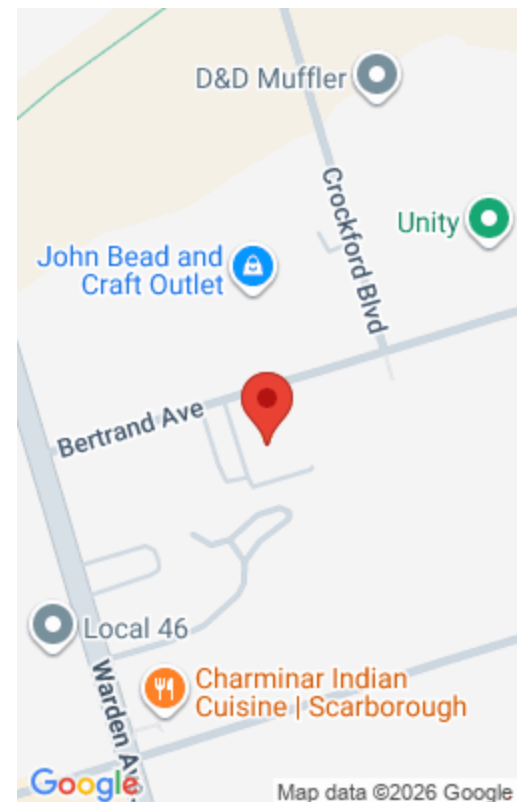 D&D Muffler
Crockford Blvd
Unity
John Bead and
Craft Outlet
Bertrand Ave
Local 46
Warden Ave
Charminar Indian
Cuisine | Scarborough
Google
Map data ©2026 Google